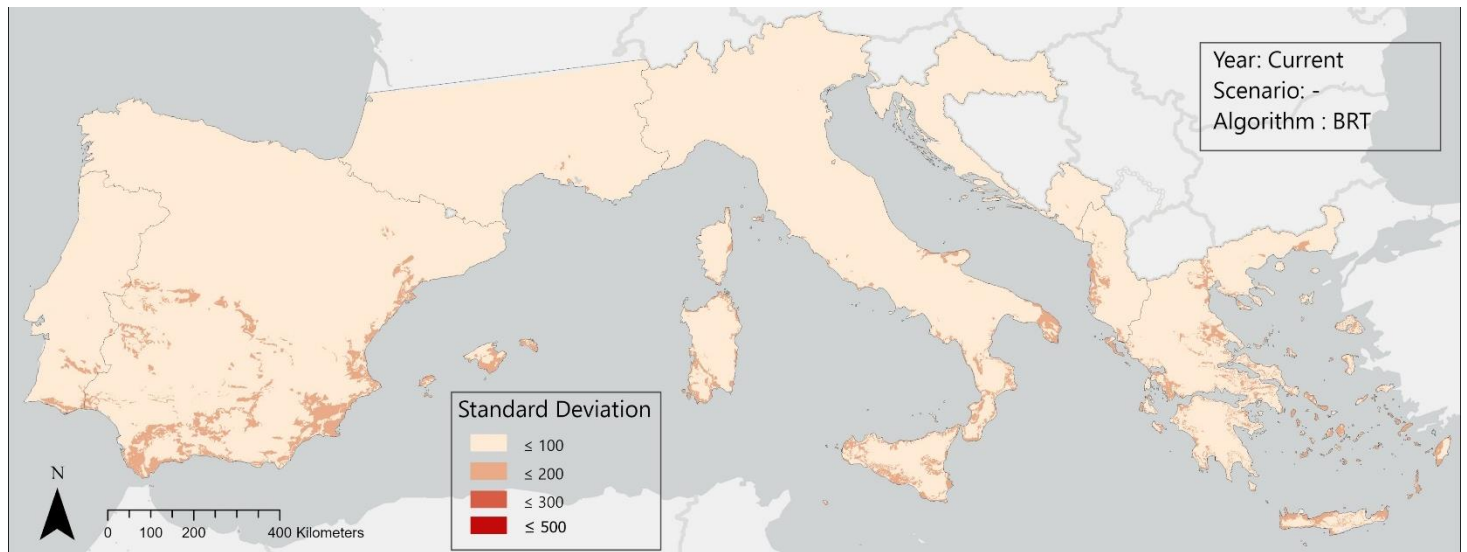 Year: Current
Scenario: -
Algorithm : BRT
Standard Deviation
≤ 100
≤ 200
≤ 300
≤ 500
N
0 100 200 400 Kilometers